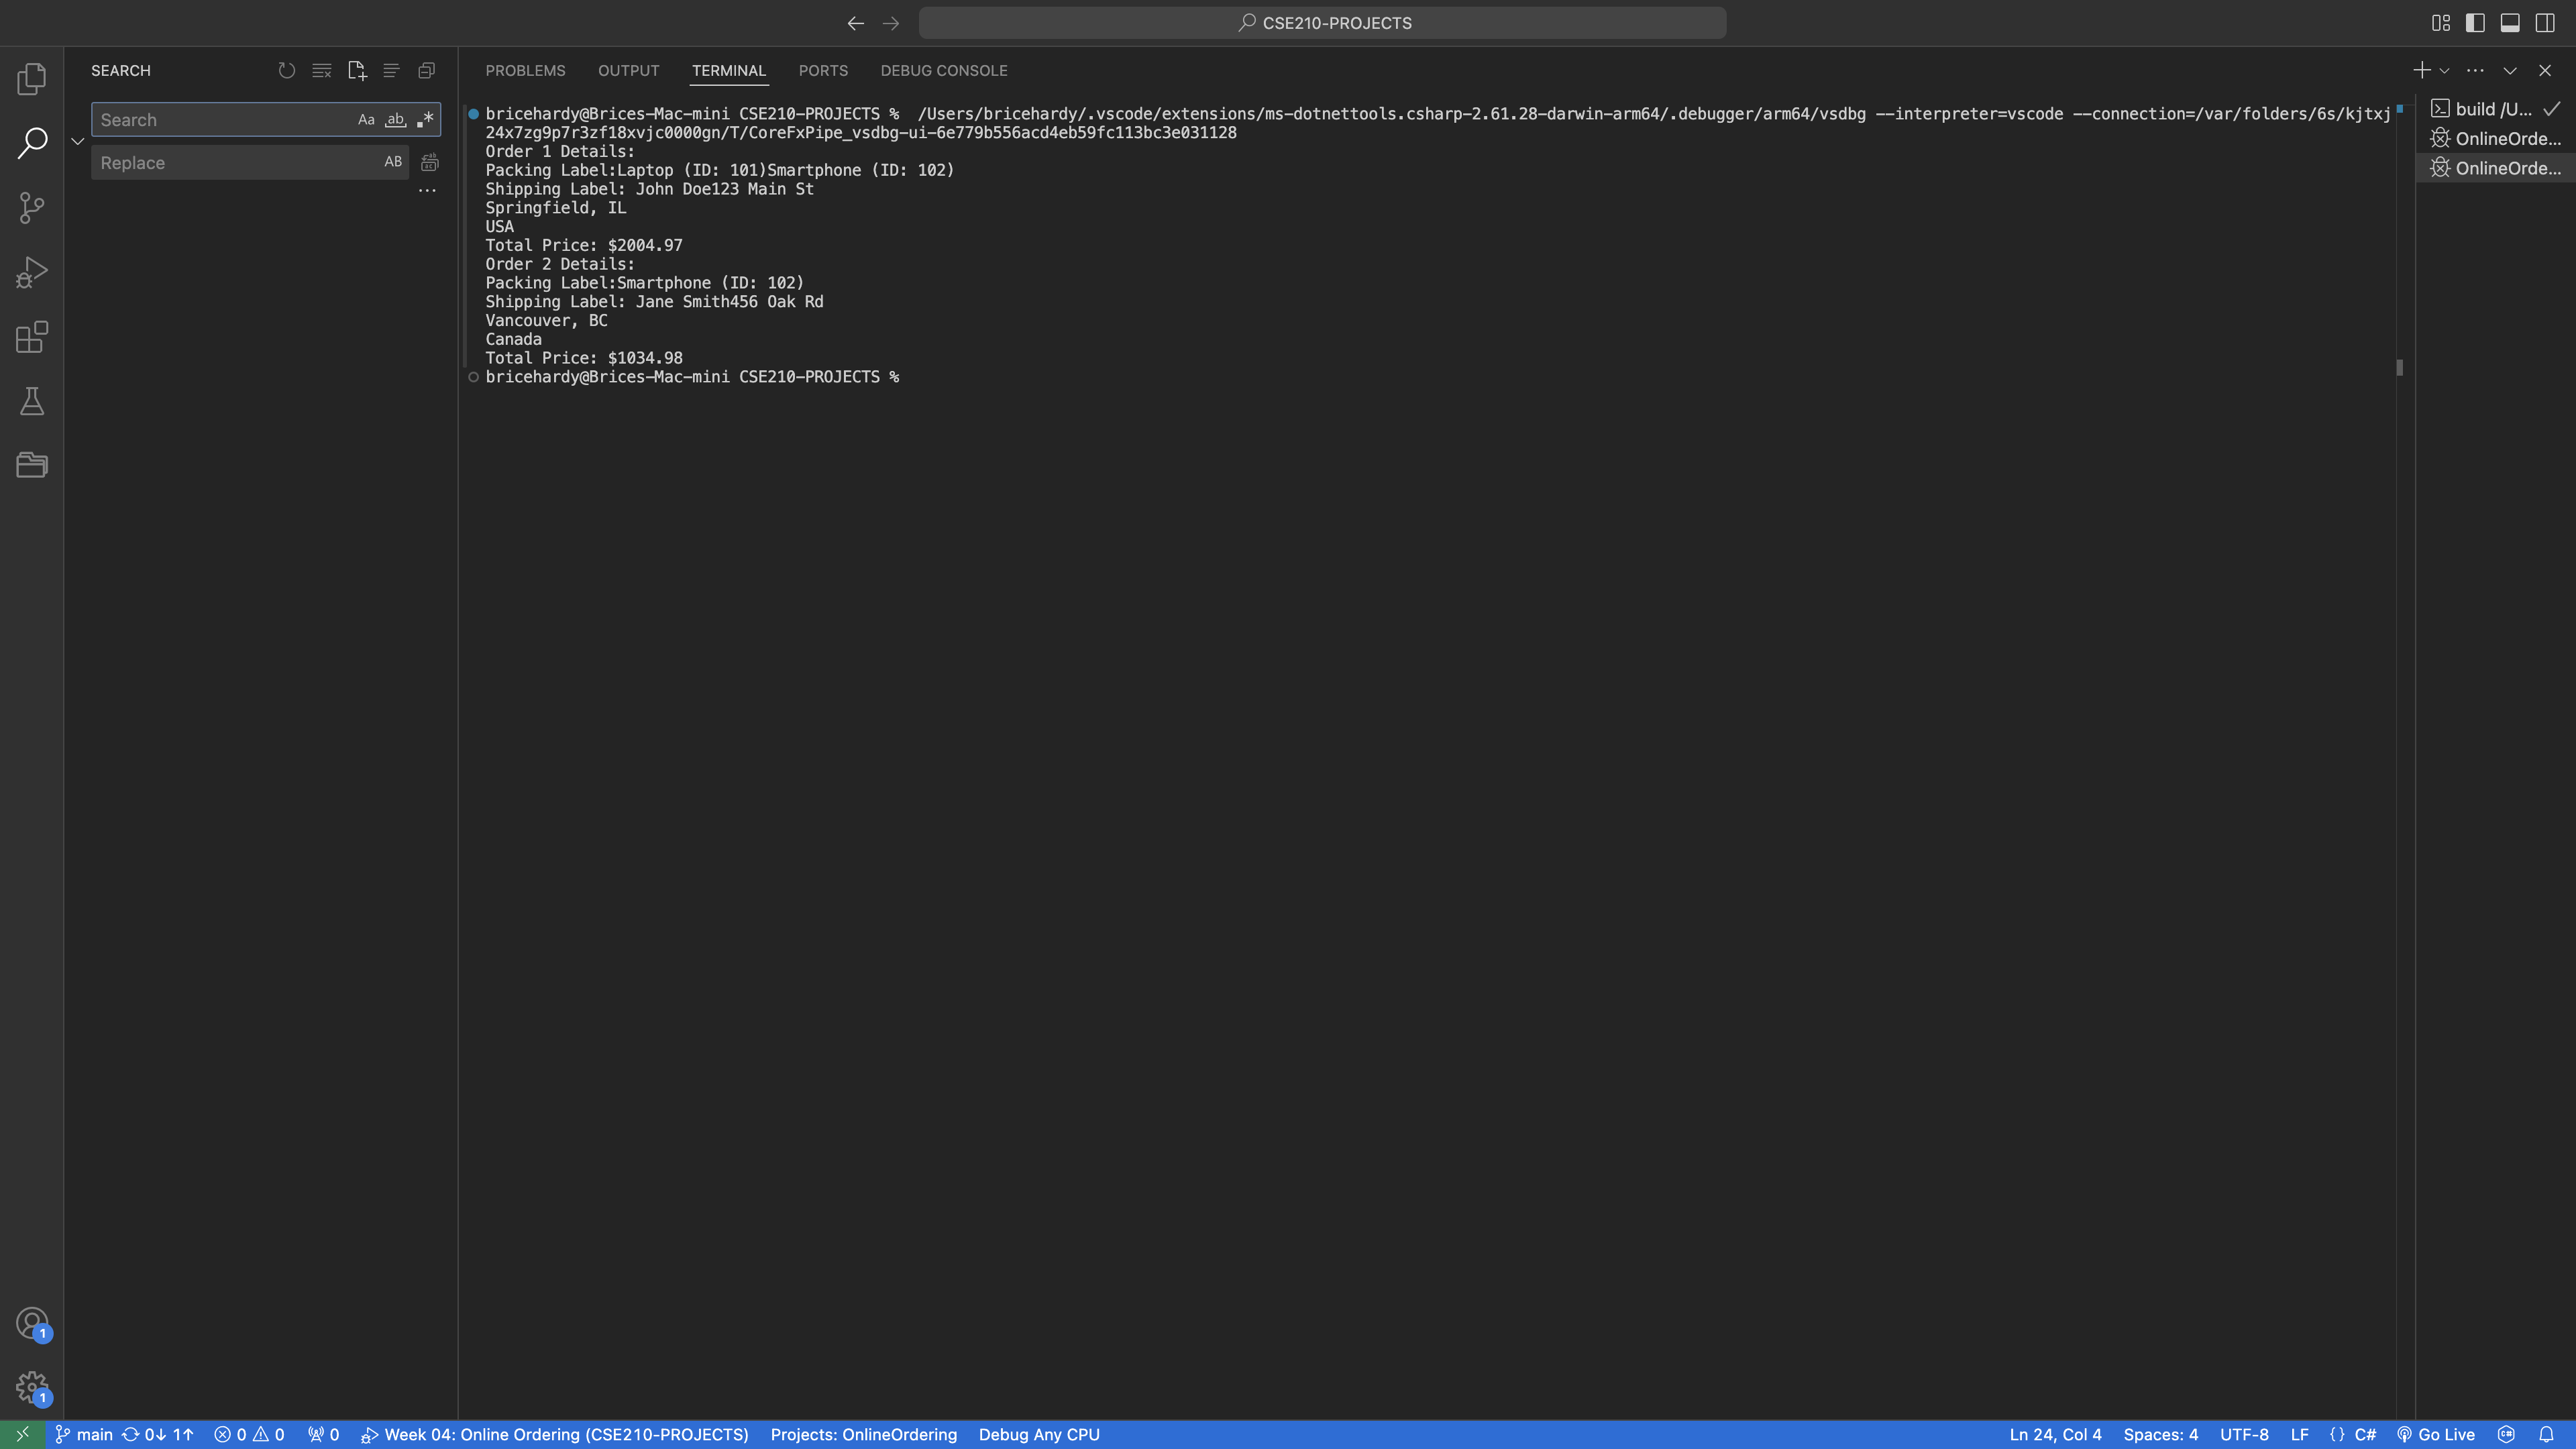 CSE210-PROJECTS
SEARCH
Search
Aa
ab
.*
Replace
AB
...
PROBLEMS OUTPUT TERMINAL PORTS DEBUG CONSOLE
bricehardy@Brices-Mac-mini CSE210-PROJECTS %  /Users/bricehardy/.vscode/extensions/ms-dotnettools.csharp-2.61.28-darwin-arm64/.debugger/arm64/vsdbg --interpreter=vscode --connection=/var/folders/6s/kjtxj
24x7zg9p7r3zf18xvjc0000gn/T/CoreFxPipe_vsdbg-ui-6e779b556acd4eb59fc113bc3e031128
Order 1 Details:
Packing Label:Laptop (ID: 101)Smartphone (ID: 102)
Shipping Label: John Doe123 Main St
Springfield, IL
USA
Total Price: $2004.97
Order 2 Details:
Packing Label:Smartphone (ID: 102)
Shipping Label: Jane Smith456 Oak Rd
Vancouver, BC
Canada
Total Price: $1034.98
bricehardy@Brices-Mac-mini CSE210-PROJECTS %
build /U...
OnlineOrde...
OnlineOrde...
1
1
main 0↓ 1↑ 0 0 0 Week 04: Online Ordering (CSE210-PROJECTS) Projects: OnlineOrdering Debug Any CPU Ln 24, Col 4 Spaces: 4 UTF-8 LF {} C# Go Live